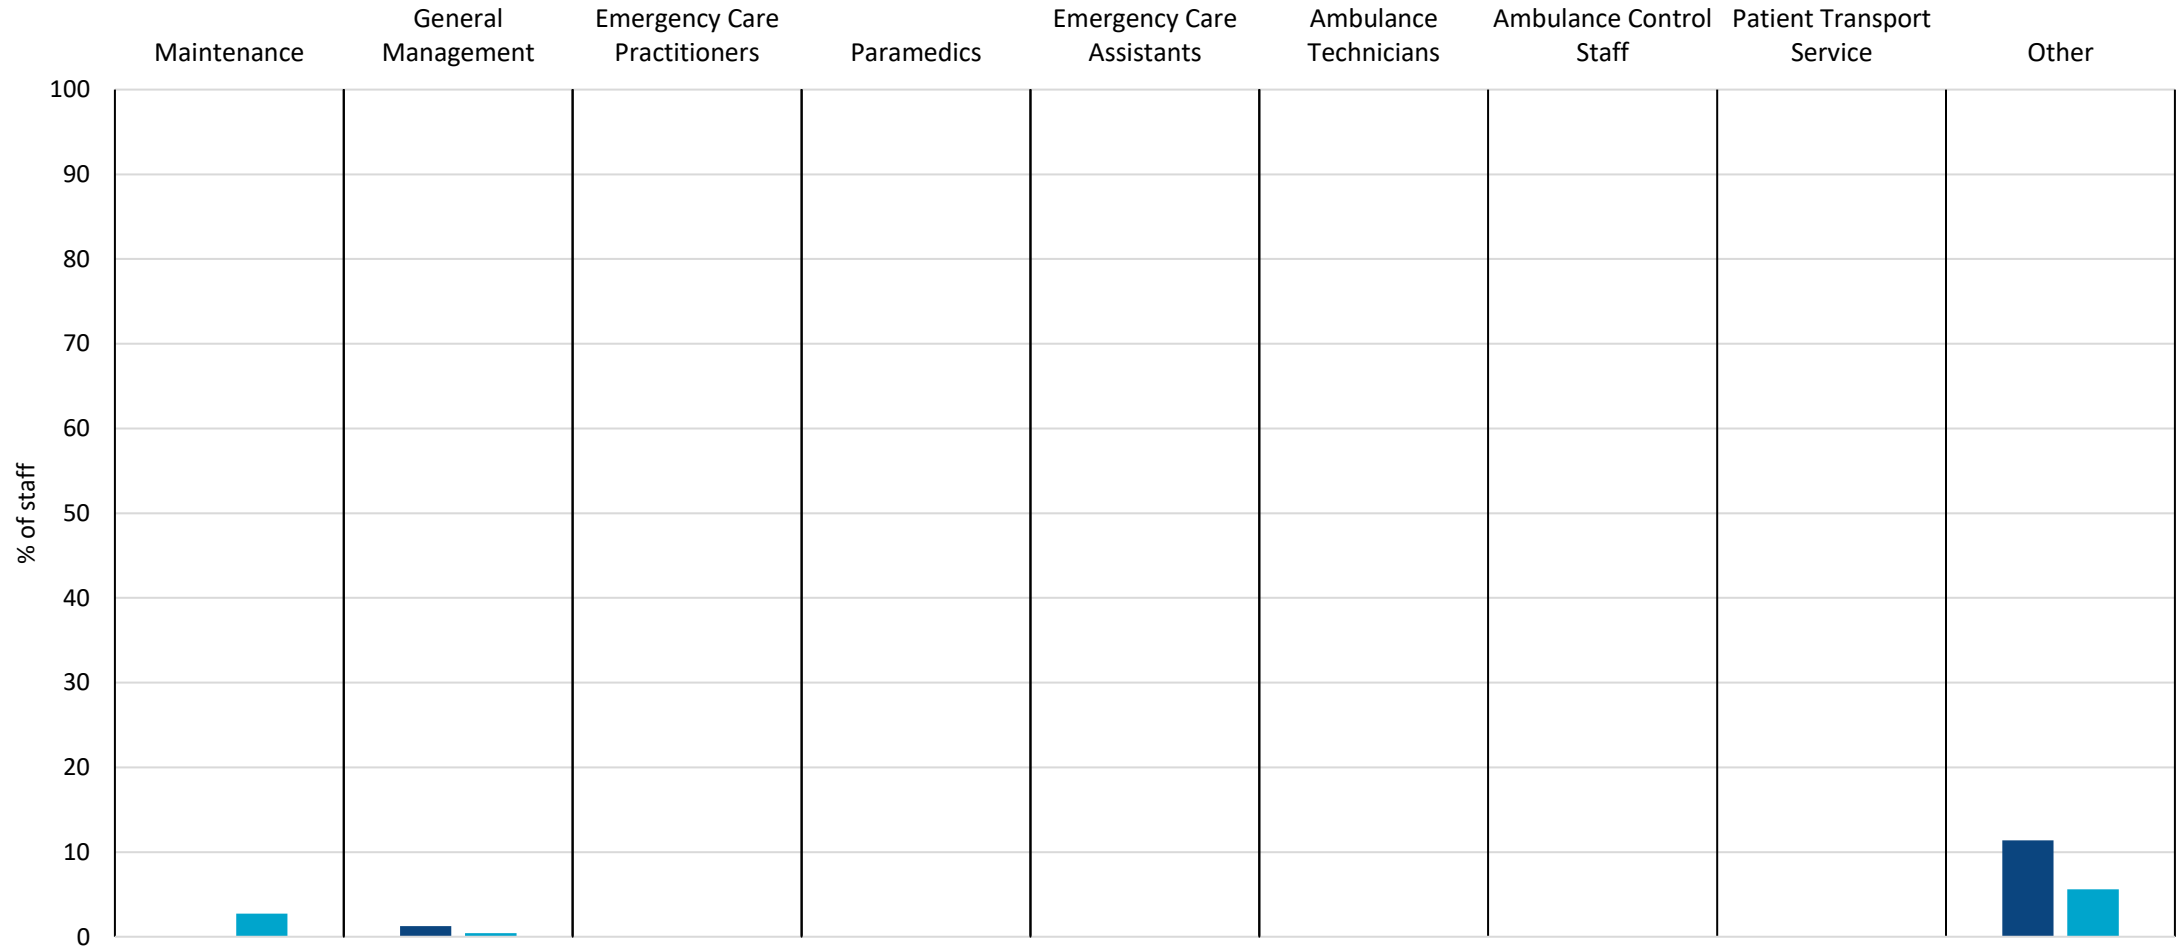 Maintenance
General
Management
Emergency Care
Practitioners
Paramedics
Emergency Care
Assistants
Ambulance
Technicians
Ambulance Control
Staff
Patient Transport
Service
Other
100
90
80
70
60
50
40
30
20
10
0
% of staff